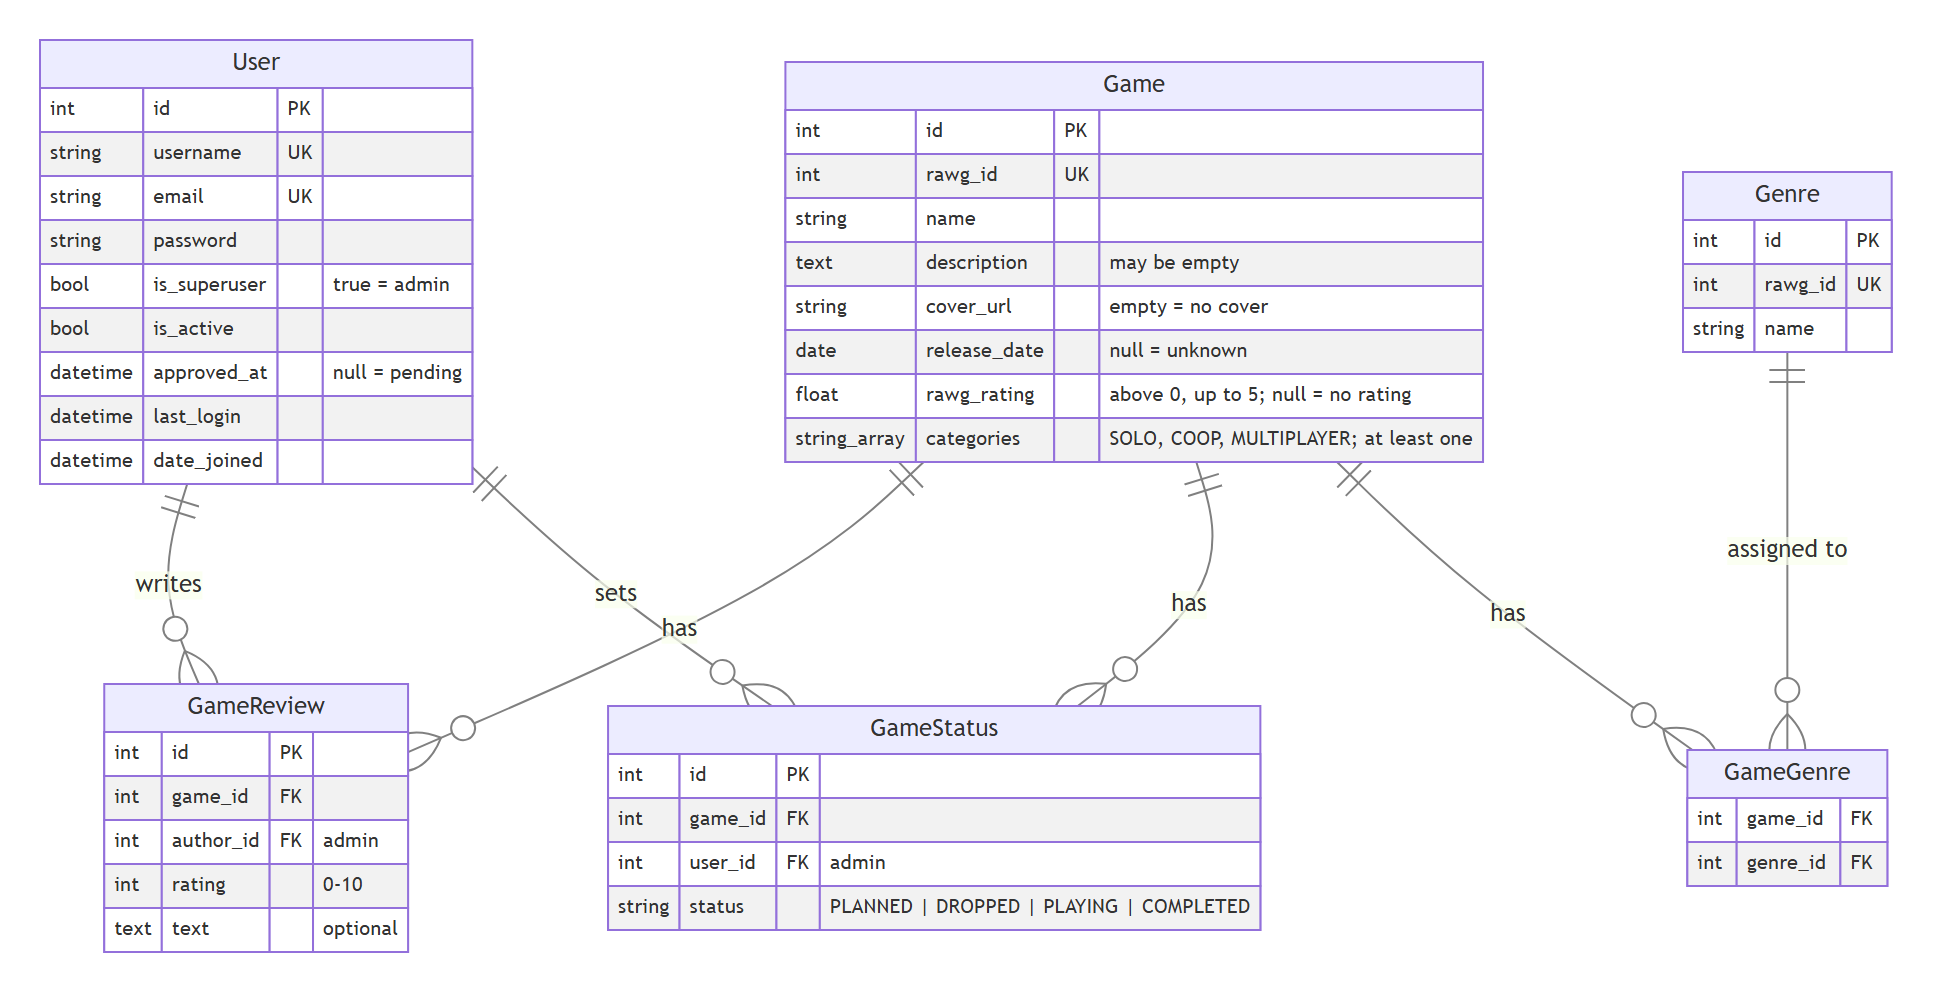 User
int id PK
string username UK
string email UK
string password
bool is_superuser true = admin
bool is_active
datetime approved_at null = pending
datetime last_login
datetime date_joined
Game
int id PK
int rawg_id UK
string name
text description may be empty
string cover_url empty = no cover
date release_date null = unknown
float rawg_rating above 0, up to 5; null = no rating
string_array categories SOLO, COOP, MULTIPLAYER; at least one
Genre
int id PK
int rawg_id UK
string name
writes
sets
has
has
has
assigned to
GameReview
int id PK
int game_id FK
int author_id FK admin
int rating 0-10
text text optional
GameStatus
int id PK
int game_id FK
int user_id FK admin
string status PLANNED | DROPPED | PLAYING | COMPLETED
GameGenre
int game_id FK
int genre_id FK